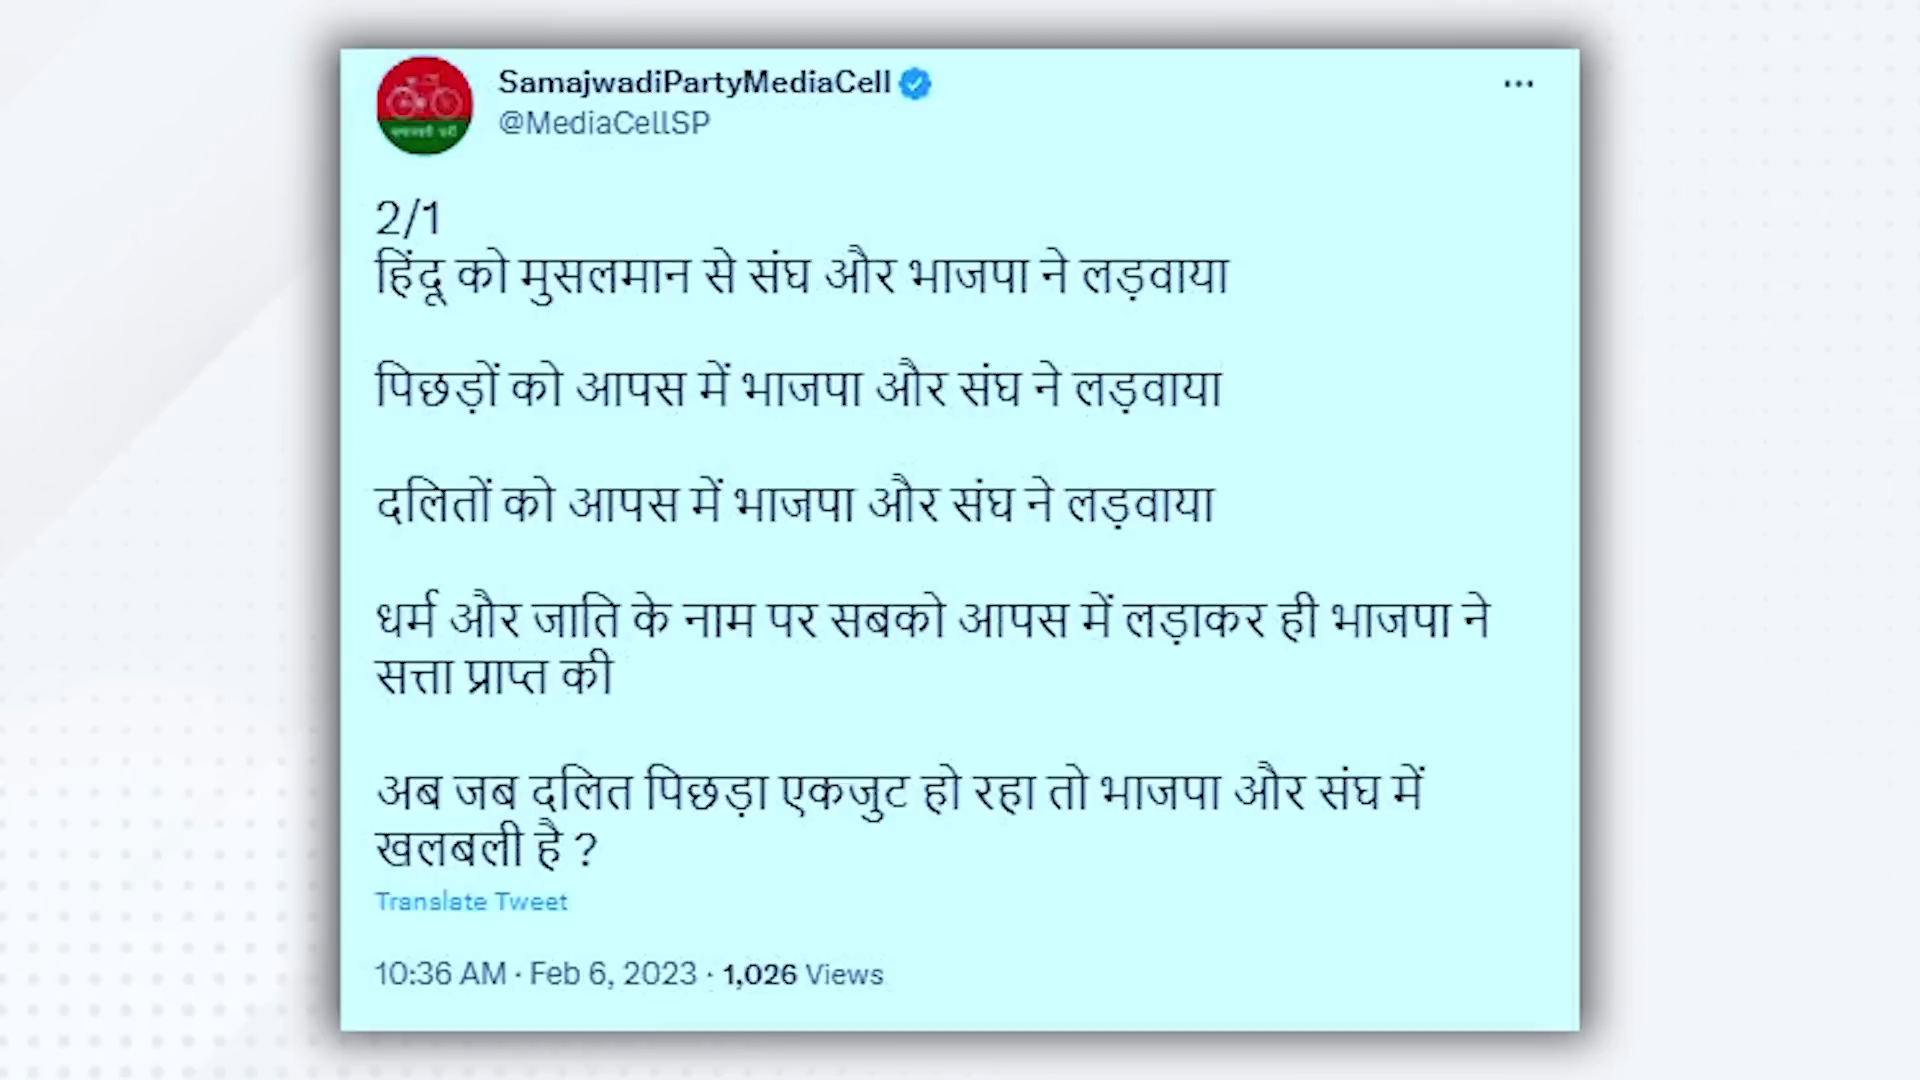 SamajwadiPartyMediaCell
@MediaCellSP
2/1
हिंदू को मुसलमान से संघ और भाजपा ने लड़वाया
पिछड़ों को आपस में भाजपा और संघ ने लड़वाया
दलितों को आपस में भाजपा और संघ ने लड़वाया
धर्म और जाति के नाम पर सबको आपस में लड़ाकर ही भाजपा ने
सत्ता प्राप्त की
अब जब दलित पिछड़ा एकजुट हो रहा तो भाजपा और संघ में
खलबली है ?
Translate Tweet
10:36 AM · Feb 6, 2023 · 1,026 Views